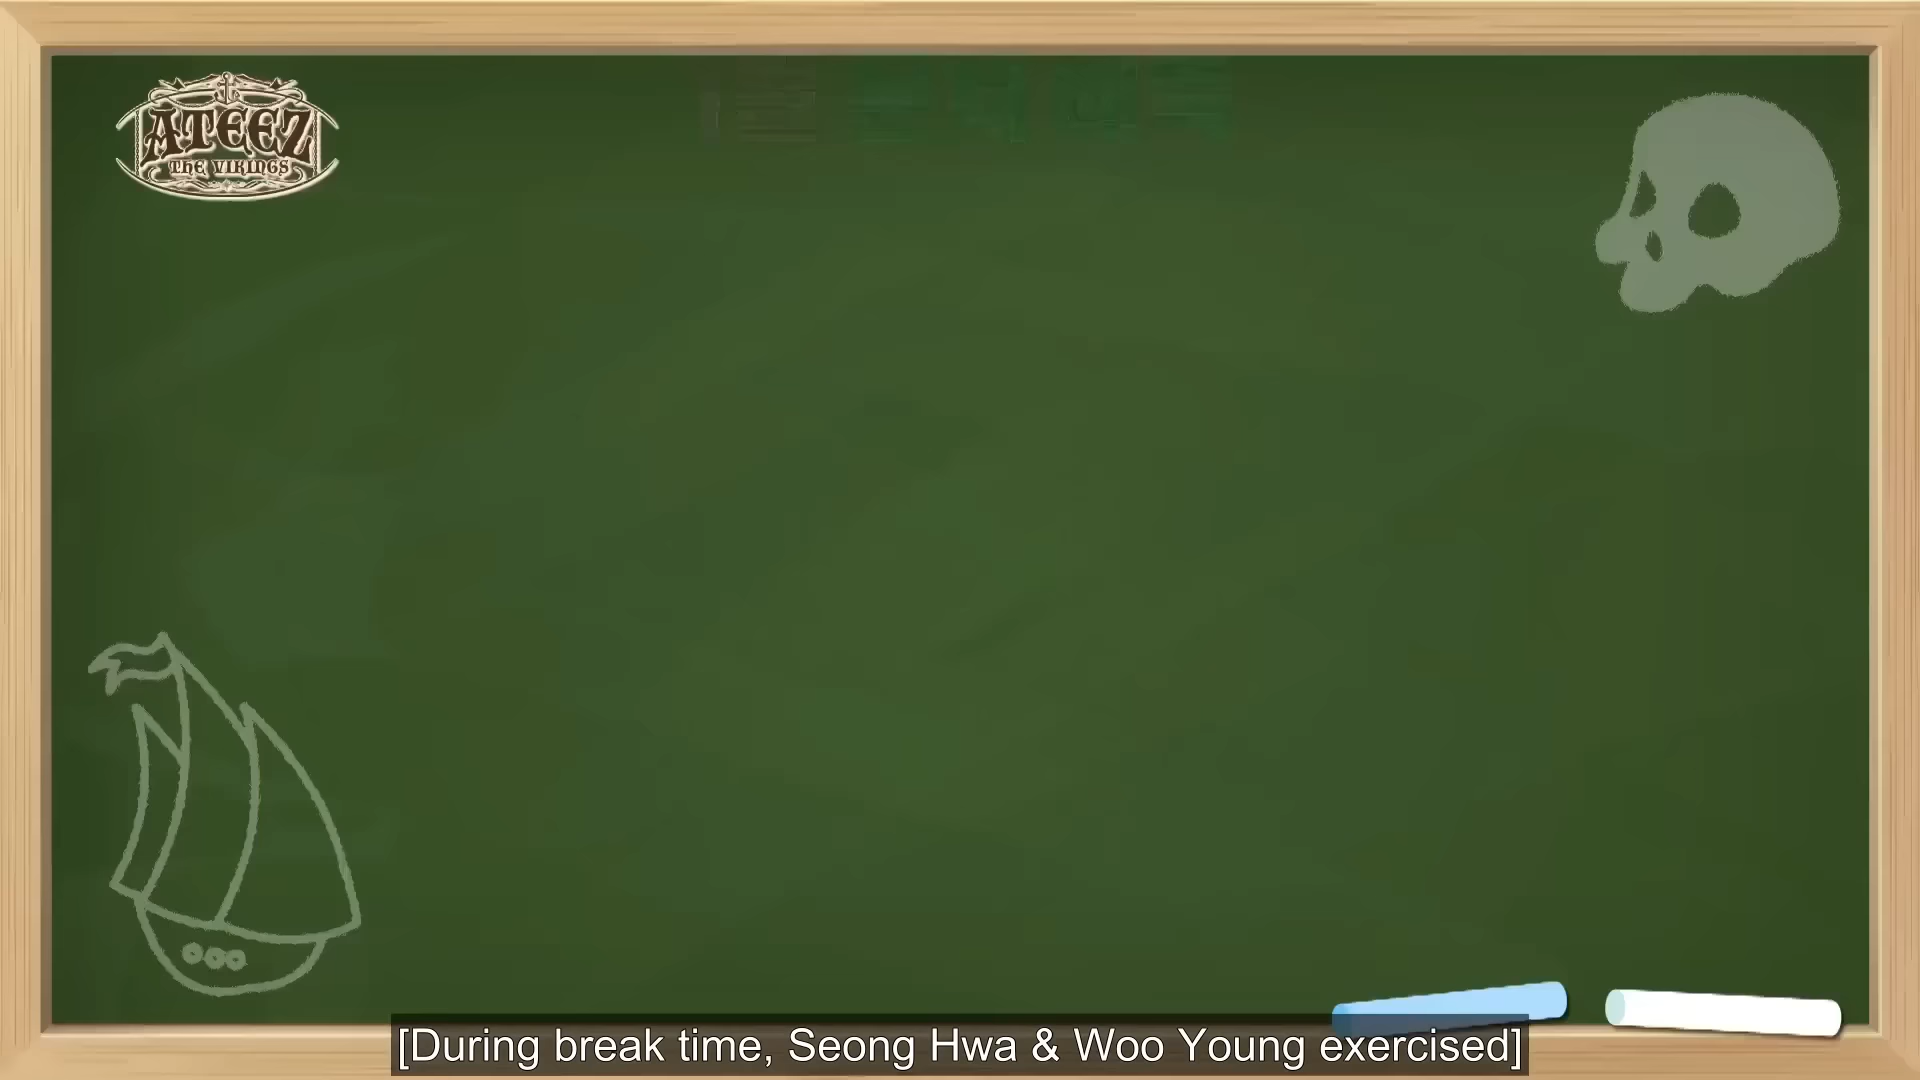 ATEEZ
THE VIKINGS
[During break time, Seong Hwa & Woo Young exercised]